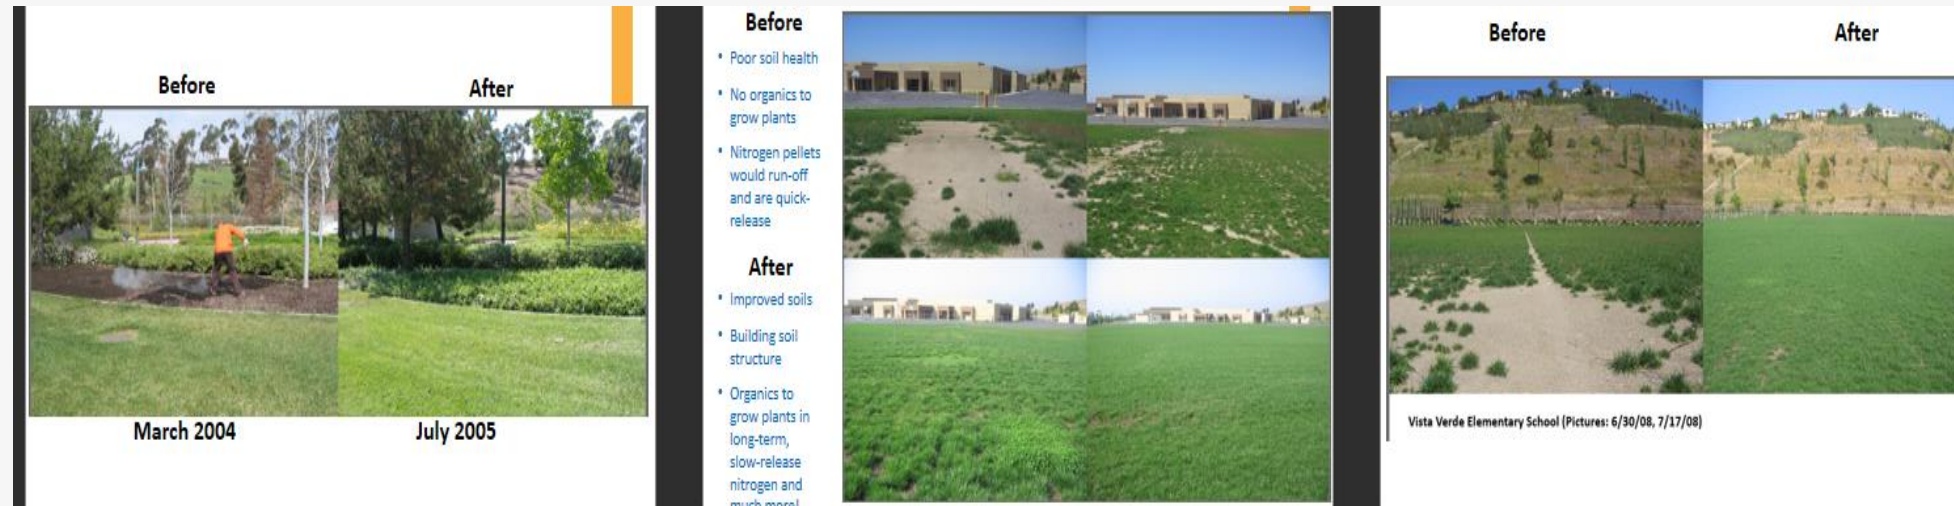 Before
After
March 2004
July 2005
Before
• Poor soil health
• No organics to
grow plants
• Nitrogen pellets
would run-off
and are quick-
release
After
• Improved soils
• Building soil
structure
• Organics to
grow plants in
long-term,
slow-release
nitrogen and
much more!
Before
After
Vista Verde Elementary School (Pictures: 6/30/08, 7/17/08)